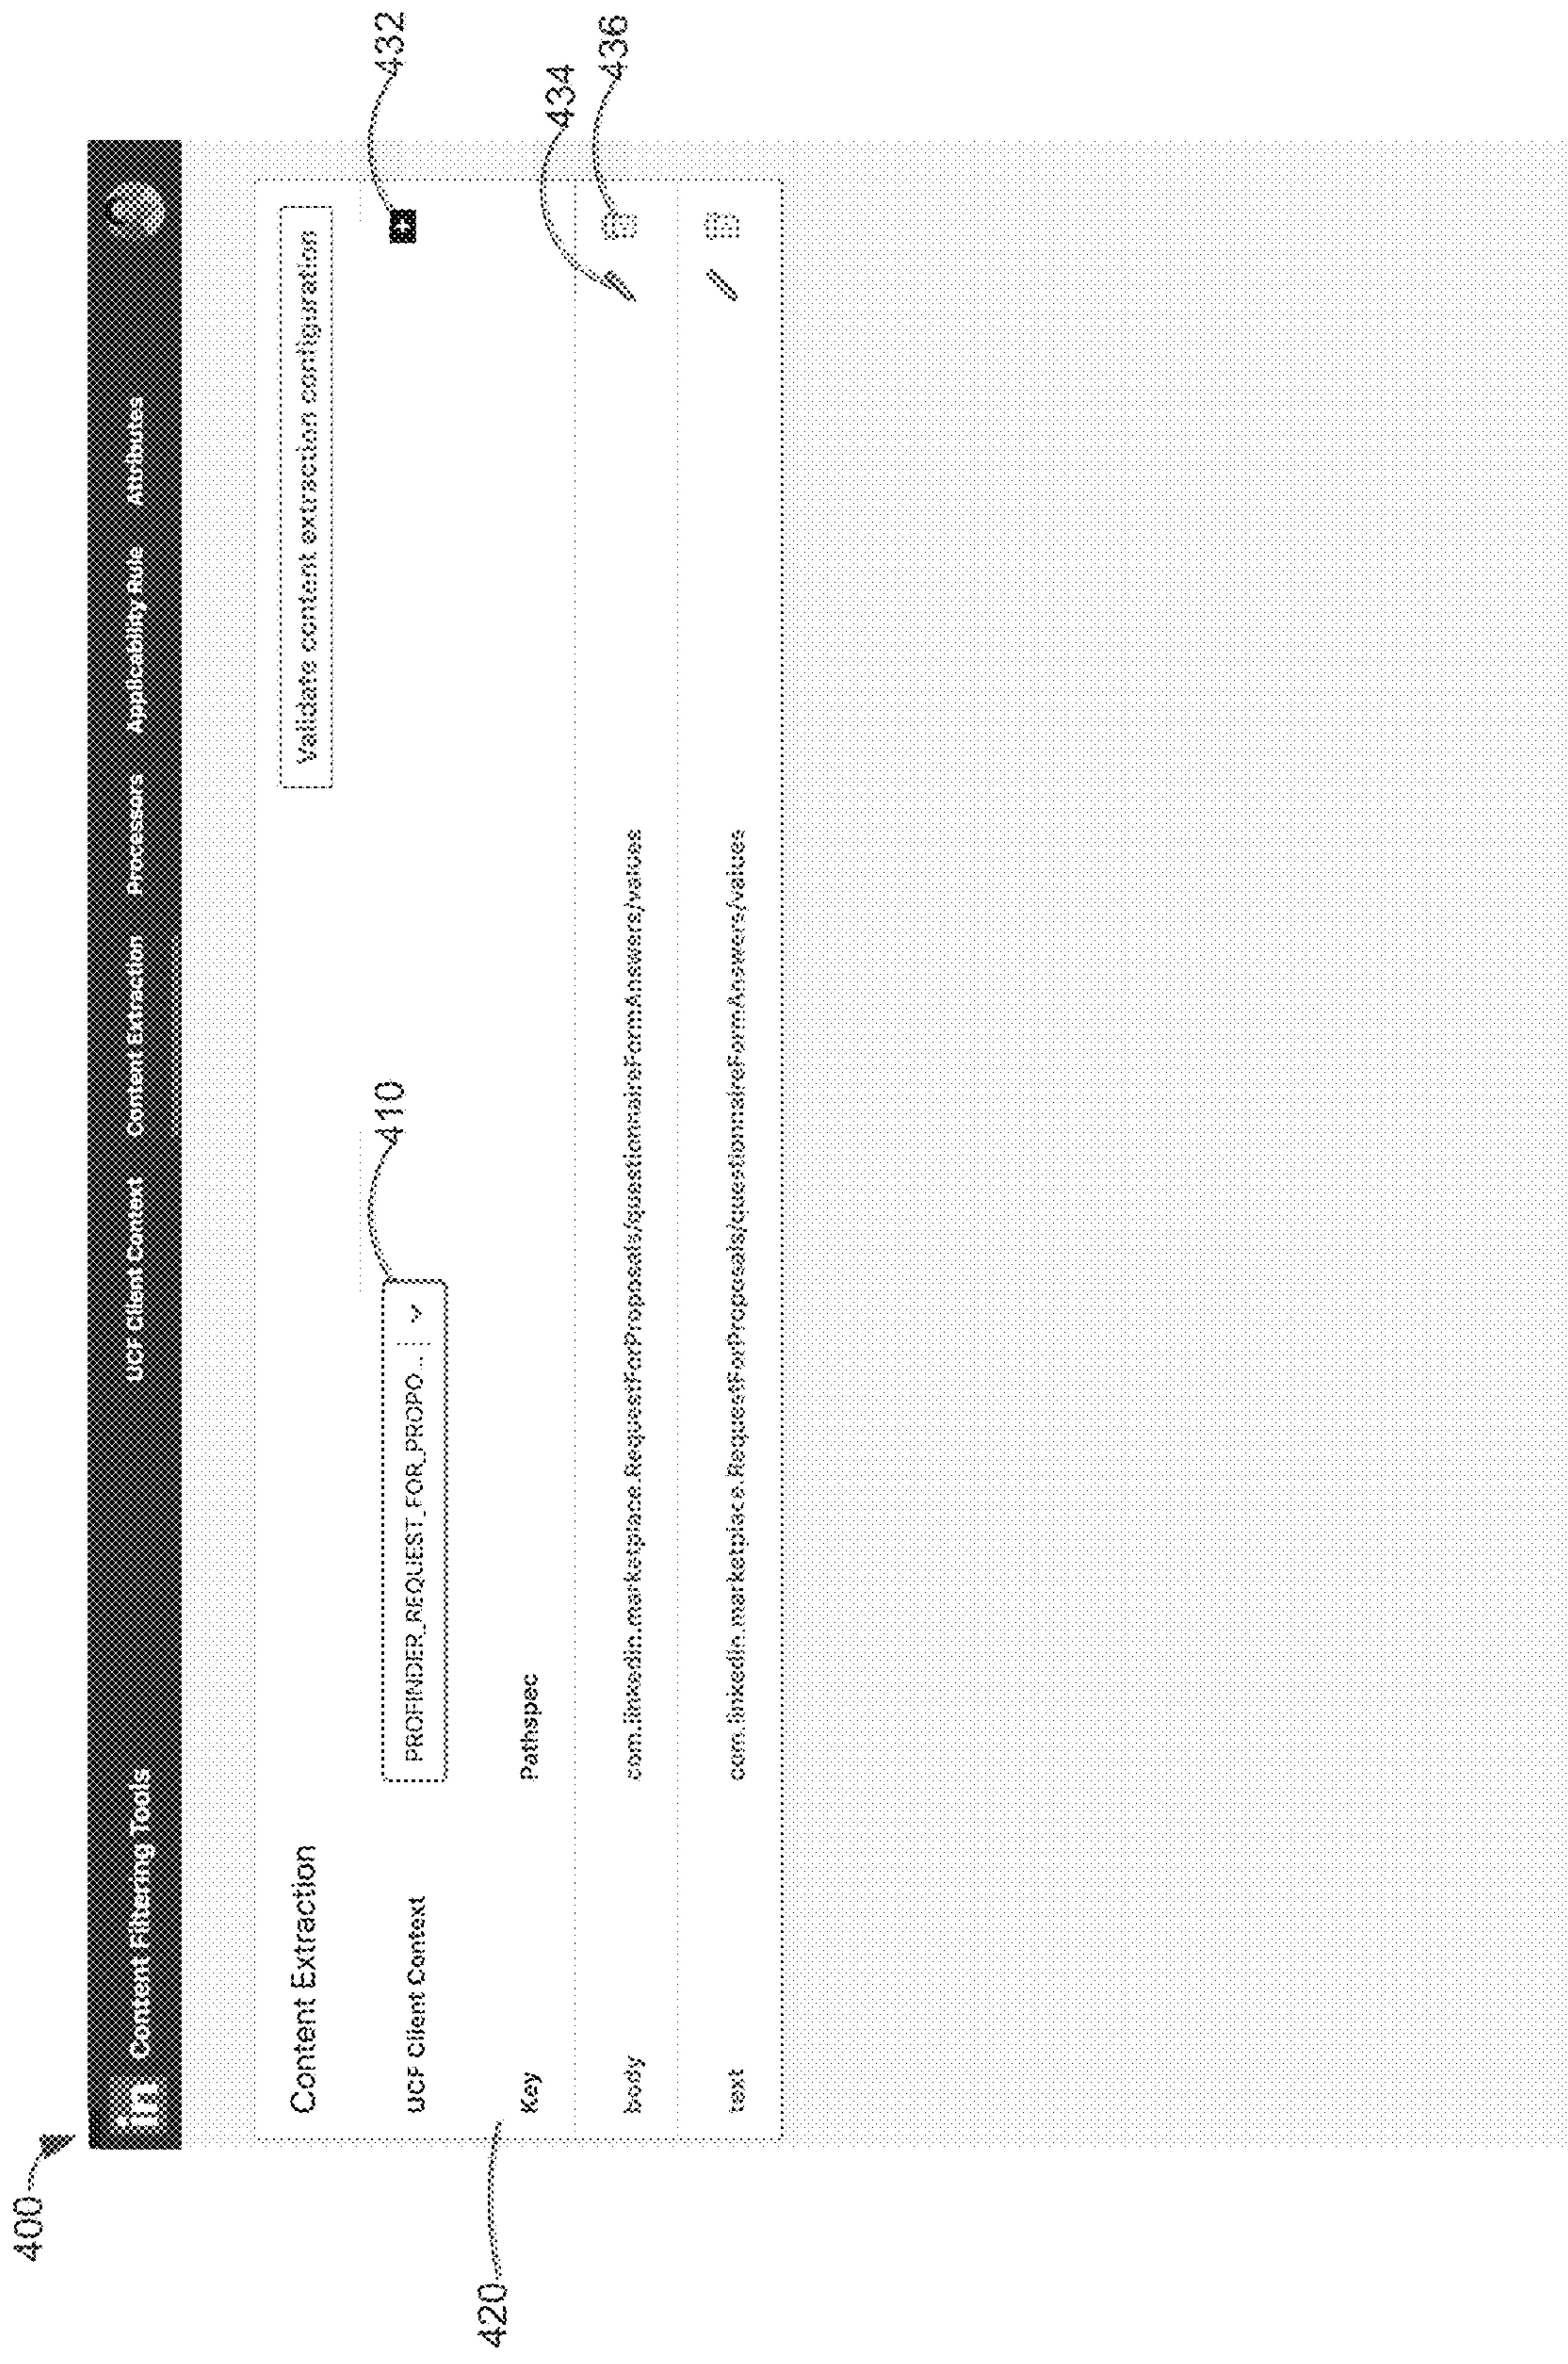 400
in Content Filtering Tools UCF Client Context Content Extraction Processors Applicability Rule Attributes
Content Extraction Validate content extraction configuration
UCF Client Context PROFINDER_REQUEST_FOR_PROPO...
410
432
420
Key Pathspec
434
body com.linkedin.marketplace.RequestForProposals/questionnaireFormAnswers/values
436
text com.linkedin.marketplace.RequestForProposals/questionnaireFormAnswers/values